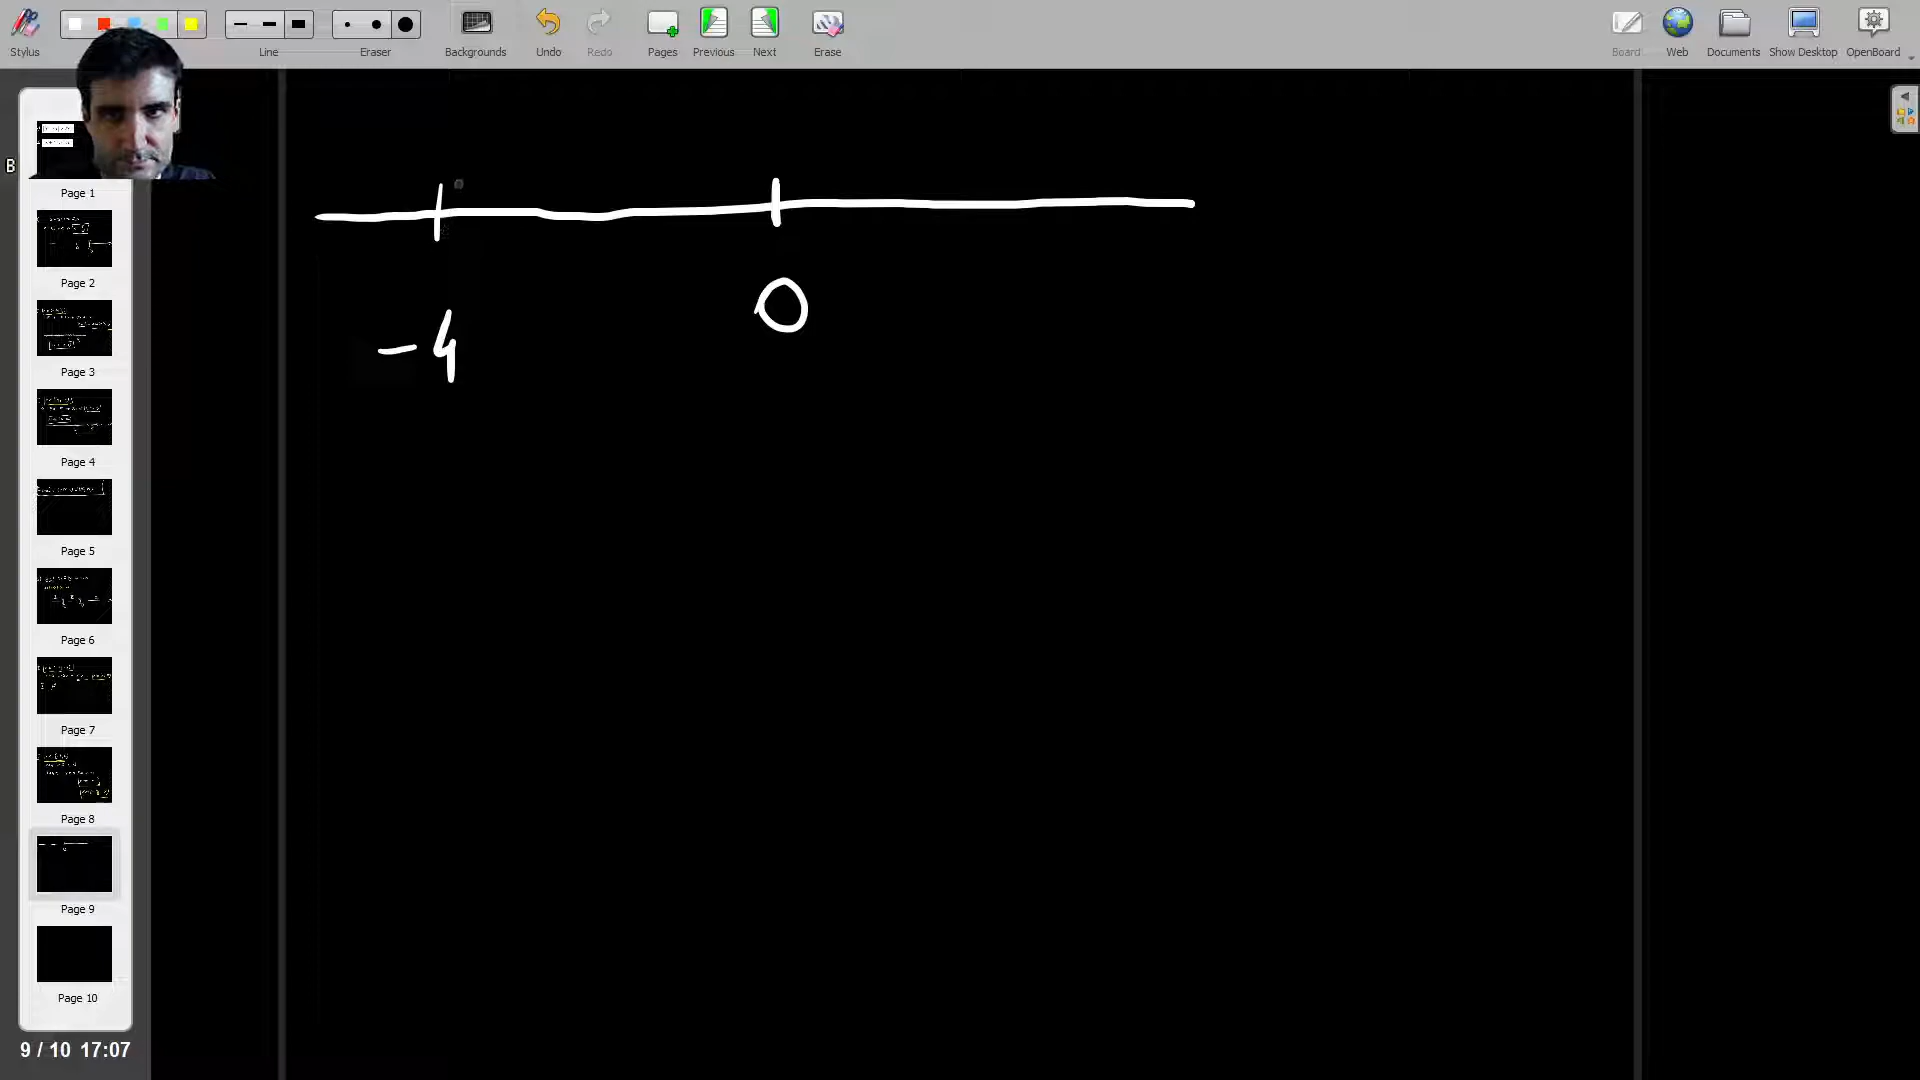 Stylus
Line
Eraser
Backgrounds
Undo
Redo
Pages
Previous
Next
Erase
Board
Web
Documents
Show Desktop
OpenBoard
B
Page 1
Page 2
Page 3
Page 4
Page 5
Page 6
Page 7
Page 8
Page 9
Page 10
9 / 10 17:07
0
-4